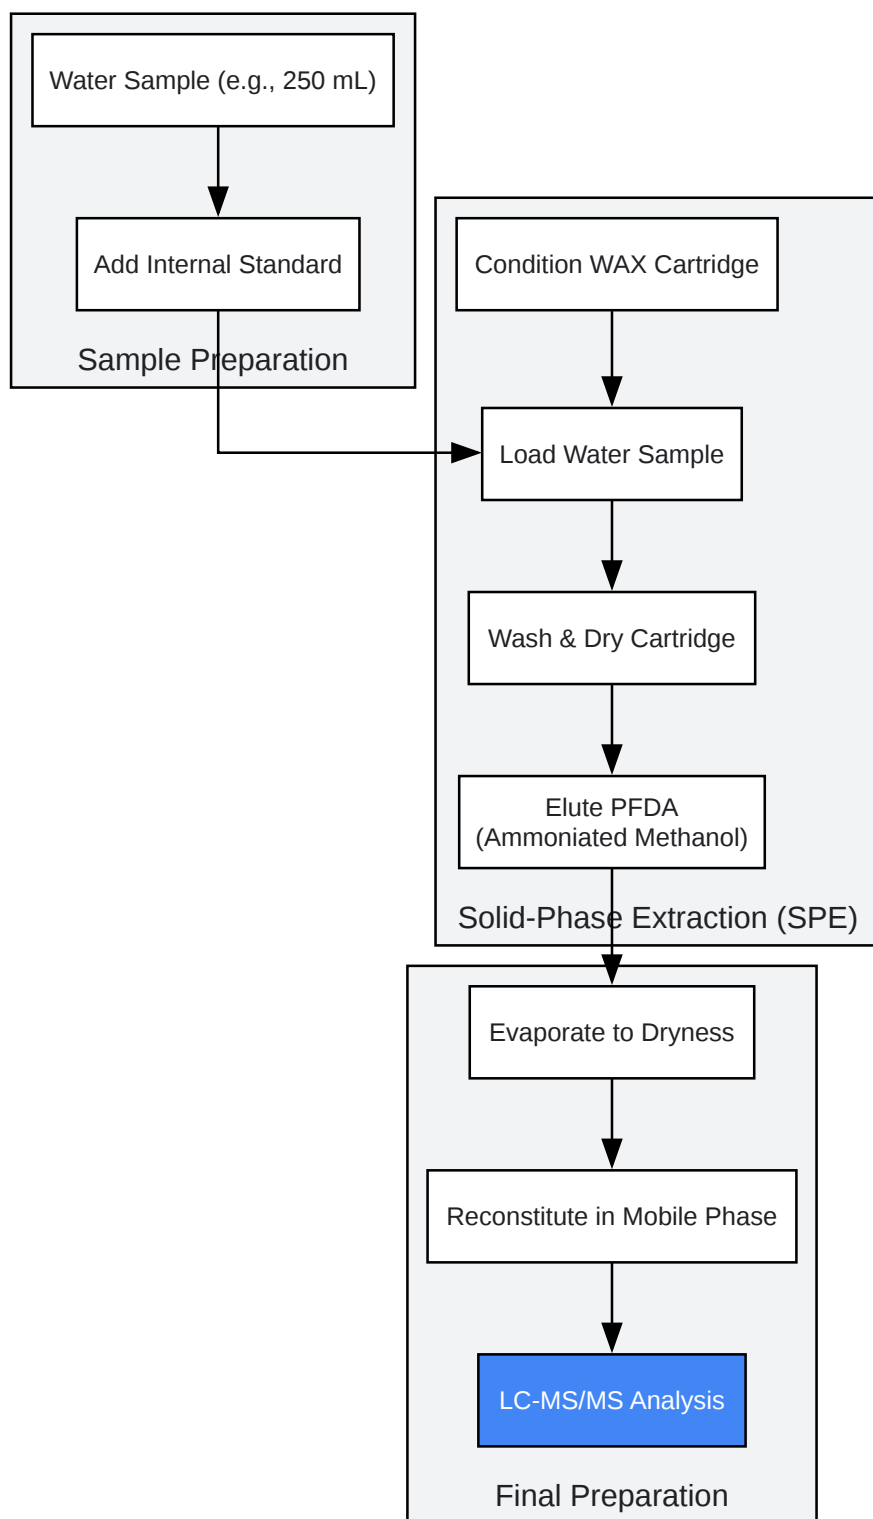 Water Sample (e.g., 250 mL)
Add Internal Standard
Sample Preparation
Condition WAX Cartridge
Load Water Sample
Wash & Dry Cartridge
Elute PFDA
(Ammoniated Methanol)
Solid-Phase Extraction (SPE)
Evaporate to Dryness
Reconstitute in Mobile Phase
LC-MS/MS Analysis
Final Preparation